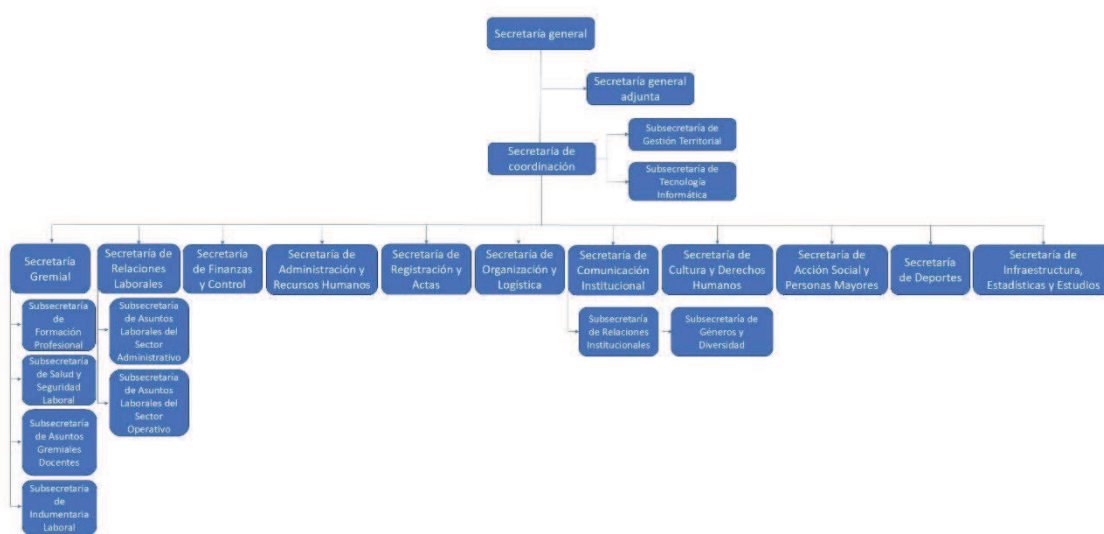 Secretaría general
Secretaría general
adjunta
Subsecretaría de
Gestión Territorial
Secretaría de
coordinación
Subsecretaría de
Tecnología
Informática
Secretaría
Gremial
Secretaría de
Relaciones
Laborales
Secretaría
de Finanzas
y Control
Secretaría de
Administración y
Recursos Humanos
Secretaría de
Registración y
Actas
Secretaría de
Organización y
Logística
Secretaría de
Comunicación
Institucional
Secretaría de
Cultura y Derechos
Humanos
Secretaría de
Acción Social y
Personas Mayores
Secretaría
de Deportes
Secretaría de
Infraestructura,
Estadísticas y Estudios
Subsecretaría
de
Formación
Profesional
Subsecretaría
de Asuntos
Laborales del
Sector
Administrativo
Subsecretaría
de Relaciones
Institucionales
Subsecretaría de
Géneros y
Diversidad
Subsecretaría
de Salud y
Seguridad
Laboral
Subsecretaría
de Asuntos
Laborales del
Sector
Operativo
Subsecretaría
de Asuntos
Gremiales
Docentes
Subsecretaría
de
Indumentaria
Laboral